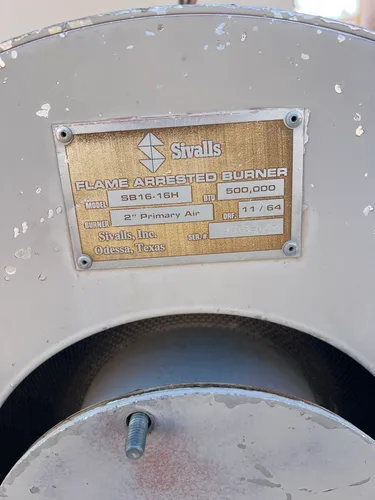 Sivalls
FLAME ARRESTED BURNER
MODEL SB16-16H BTU 500,000
BURNER 2" Primary Air ORF. 11/64
Sivalls, Inc. SER. #
Odessa, Texas